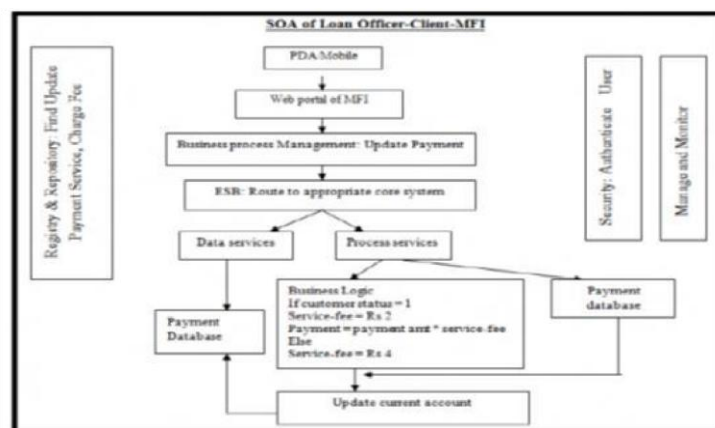 SOA of Loan Officer-Client-MFI
Registry & Repository: Find Update
Payment Service, Charge Fee
PDA/Mobile
Web portal of MFI
Business process Management: Update Payment
ESB: Route to appropriate core system
Data services
Process services
Security: Authenticate User
Manage and Monitor
Payment
Database
Business Logic
If customer status = 1
Service-fee = Rs 2
Payment = payment amt * service-fee
Else
Service-fee = Rs 4
Payment
database
Update current account